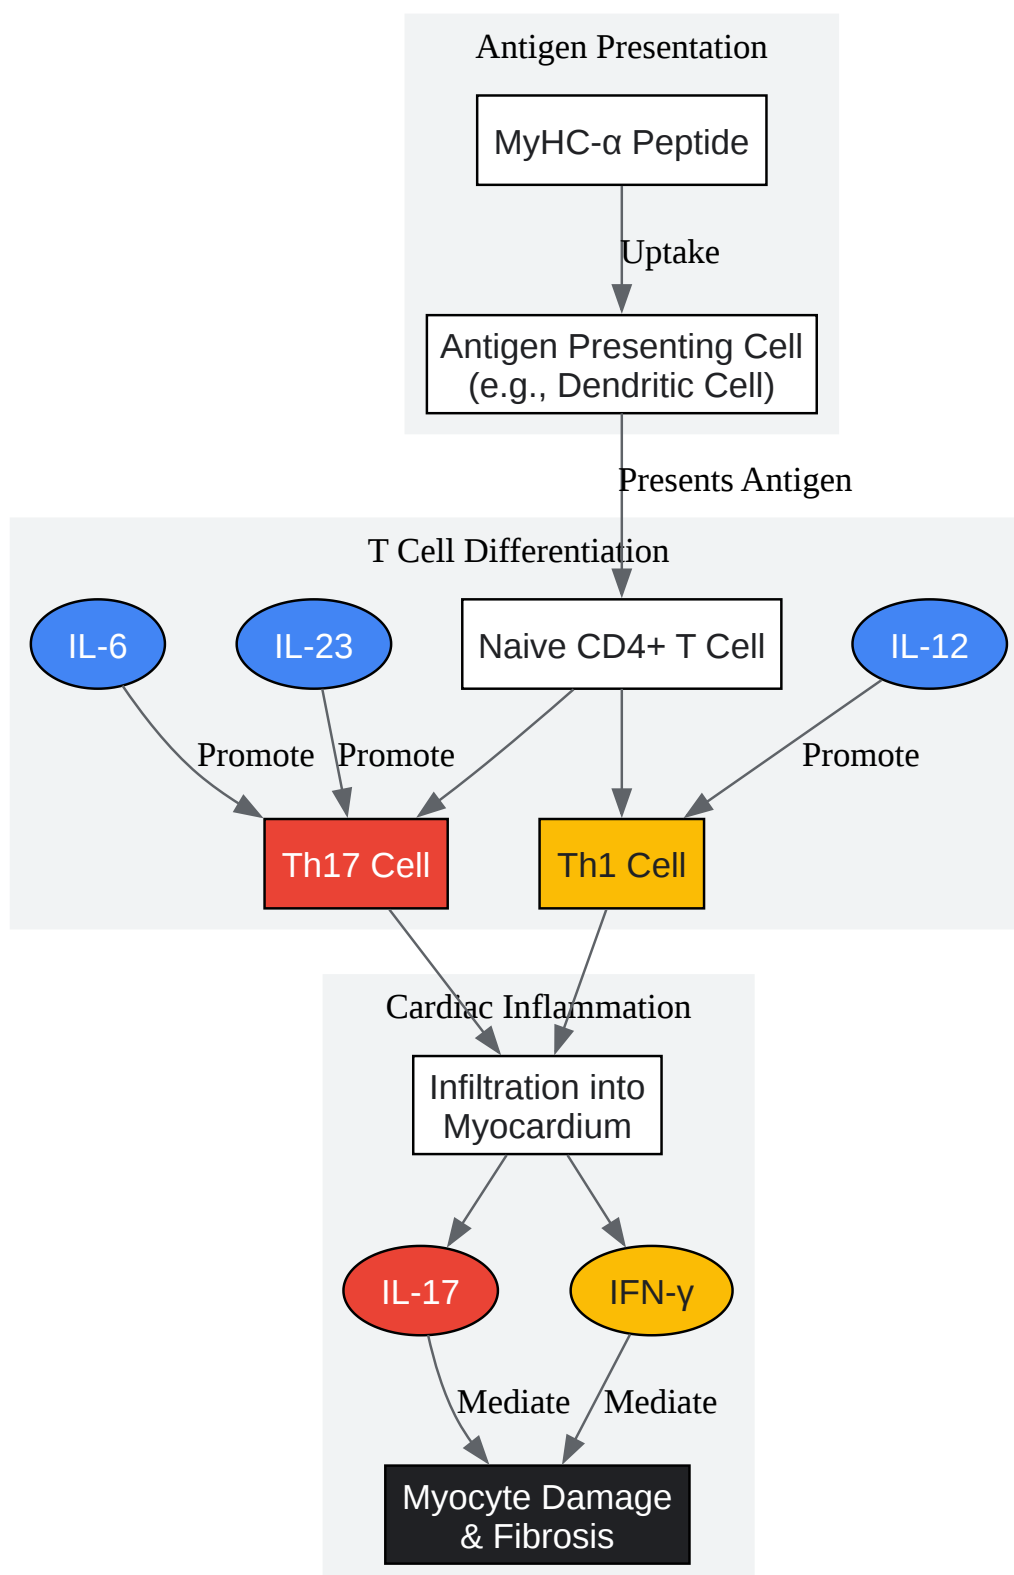 Antigen Presentation
MyHC-α Peptide
Uptake
Antigen Presenting Cell
(e.g., Dendritic Cell)
Presents Antigen
T Cell Differentiation
IL-6
IL-23
Naive CD4+ T Cell
IL-12
Promote
Promote
Promote
Th17 Cell
Th1 Cell
Cardiac Inflammation
Infiltration into
Myocardium
IL-17
IFN-γ
Mediate
Mediate
Myocyte Damage
& Fibrosis